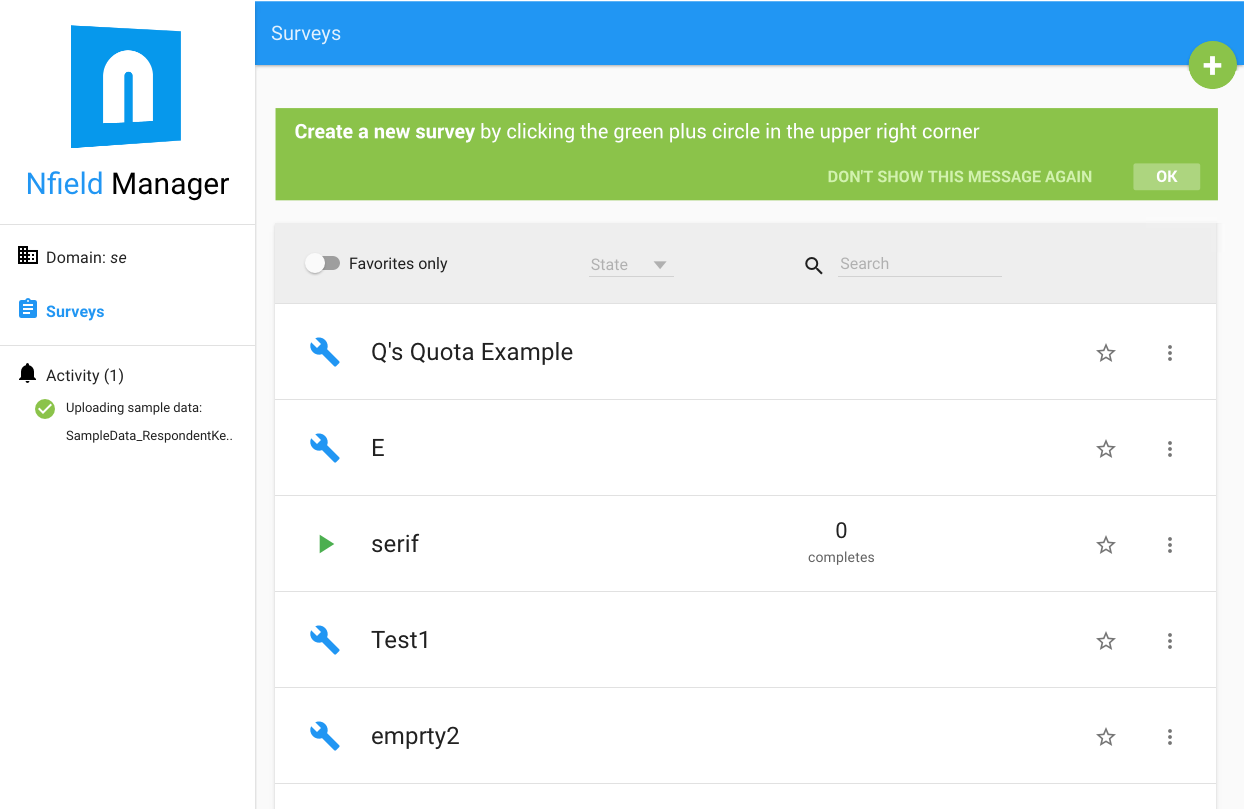 Surveys
Create a new survey by clicking the green plus circle in the upper right corner
DON'T SHOW THIS MESSAGE AGAIN OK
Nfield Manager
Domain: se
Surveys
Activity (1)
Uploading sample data:
SampleData_RespondentKe..
Favorites only State Search
Q's Quota Example
E
serif
0
completes
Test1
emprty2